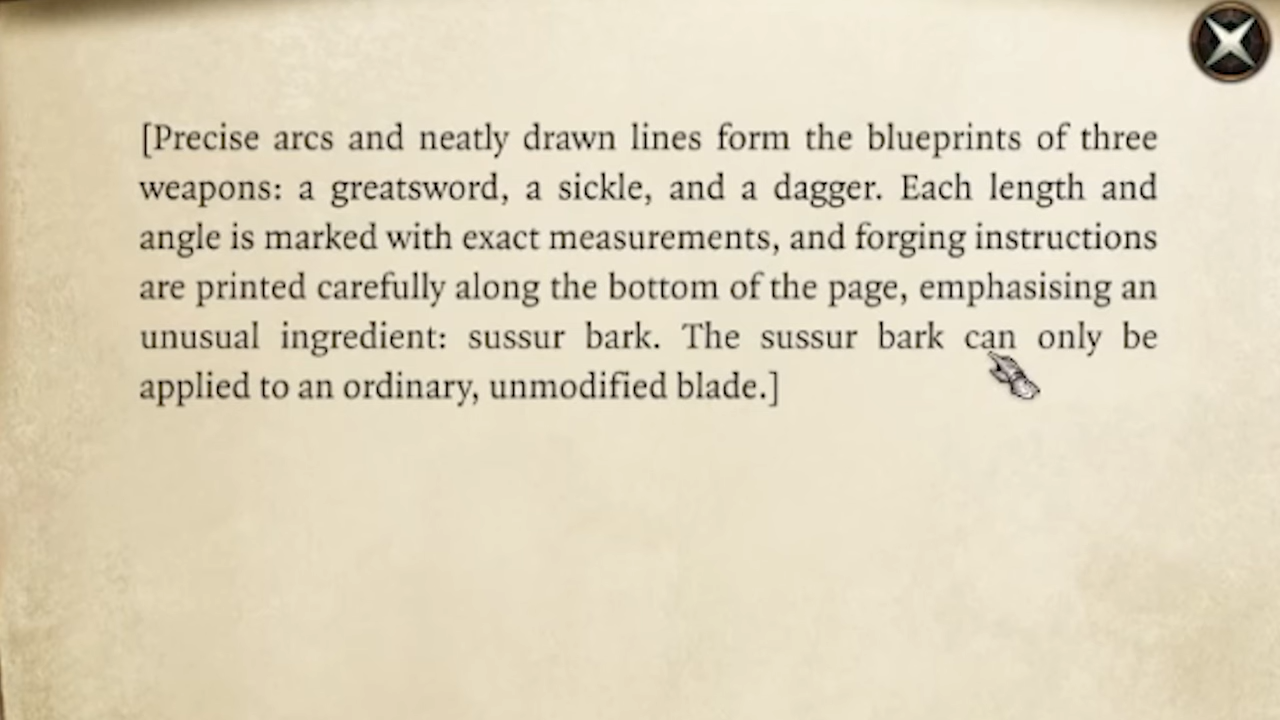 [Precise arcs and neatly drawn lines form the blueprints of three
weapons: a greatsword, a sickle, and a dagger. Each length and
angle is marked with exact measurements, and forging instructions
are printed carefully along the bottom of the page, emphasising an
unusual ingredient: sussur bark. The sussur bark can only be
applied to an ordinary, unmodified blade.]